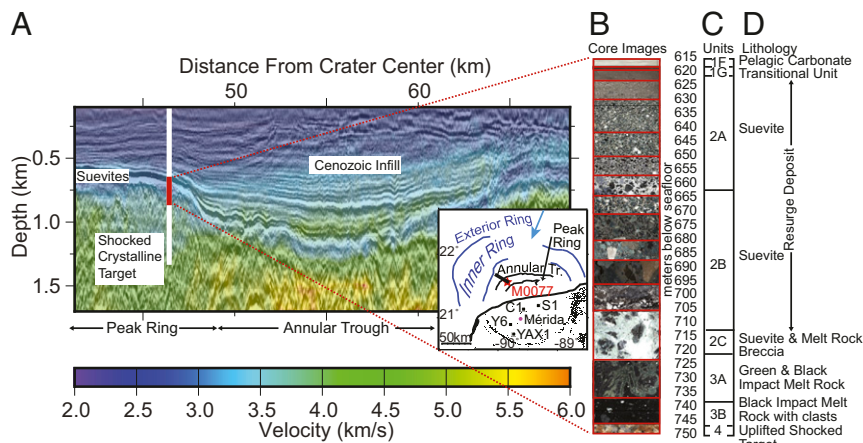 A
B
C
D
Distance From Crater Center (km)
50
60
Depth (km)
0.5
1.0
1.5
Suevites
Cenozoic Infill
Shocked
Crystalline
Target
Peak Ring
Annular Trough
2.0 2.5 3.0 3.5 4.0 4.5 5.0 5.5 6.0
Velocity (km/s)
Exterior Ring
Inner Ring
Peak
Ring
Annular Tr.
M0077
22°
21°
C1
S1
Y6
Mérida
YAX1
50km
-90
-89
Core Images
meters below seafloor
615
620
625
630
635
640
645
650
655
660
665
670
675
680
685
690
695
700
705
710
715
720
725
730
735
740
745
750
Units
1F
1G
2A
2B
2C
3A
3B
4
Lithology
Pelagic Carbonate
Transitional Unit
Suevite
Suevite
Resurge Deposit
Suevite & Melt Rock
Breccia
Green & Black
Impact Melt Rock
Black Impact Melt
Rock with clasts
Uplifted Shocked
Target